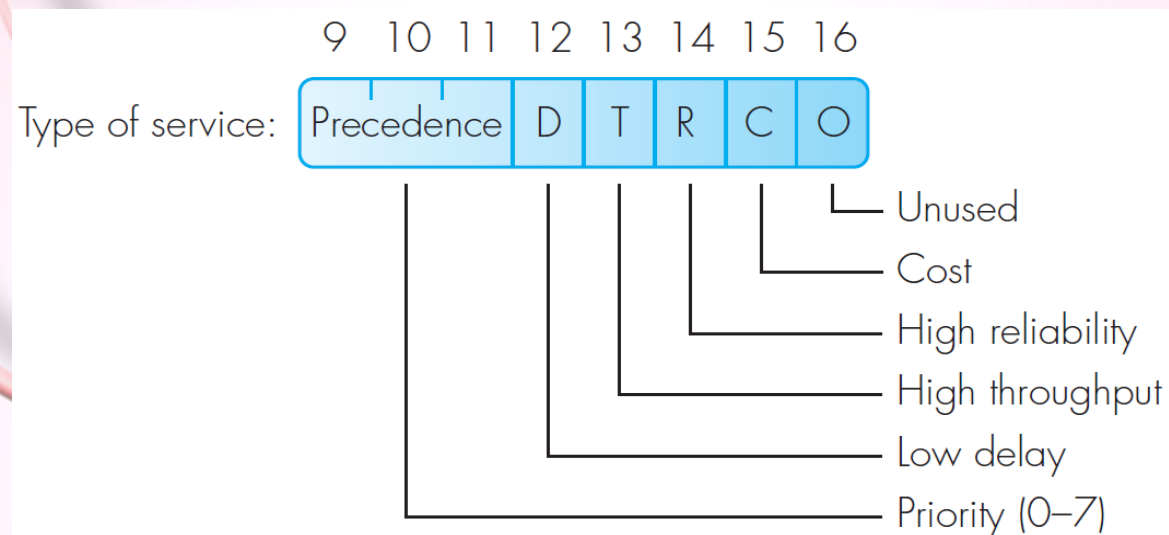 9 10 11 12 13 14 15 16
Type of service: Precedence D T R C O
Unused
Cost
High reliability
High throughput
Low delay
Priority (0–7)